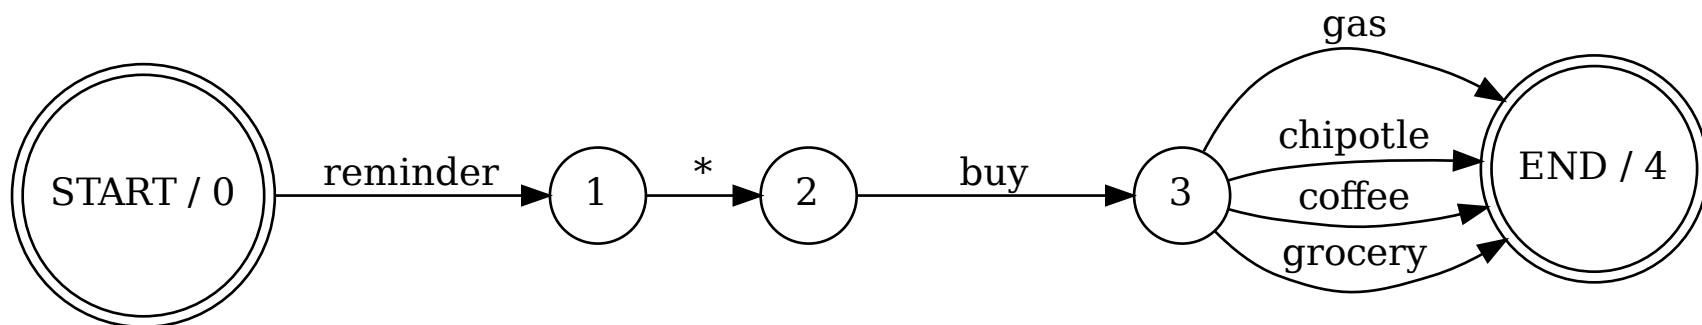 START / 0
reminder
1
*
2
buy
3
gas
chipotle
coffee
grocery
END / 4